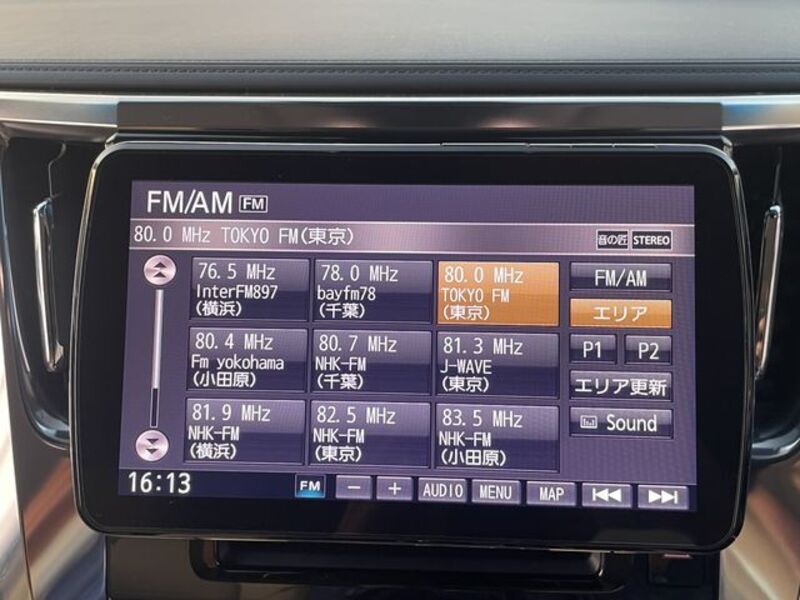 FM/AM FM
80.0 MHz TOKYO FM(東京) 音の匠 STEREO
76.5 MHz
InterFM897
(横浜)
78.0 MHz
bayfm78
(千葉)
80.0 MHz
TOKYO FM
(東京)
FM/AM
エリア
80.4 MHz
Fm yokohama
(小田原)
80.7 MHz
NHK-FM
(千葉)
81.3 MHz
J-WAVE
(東京)
P1 P2
エリア更新
81.9 MHz
NHK-FM
(横浜)
82.5 MHz
NHK-FM
(東京)
83.5 MHz
NHK-FM
(小田原)
Sound
16:13 FM − + AUDIO MENU MAP